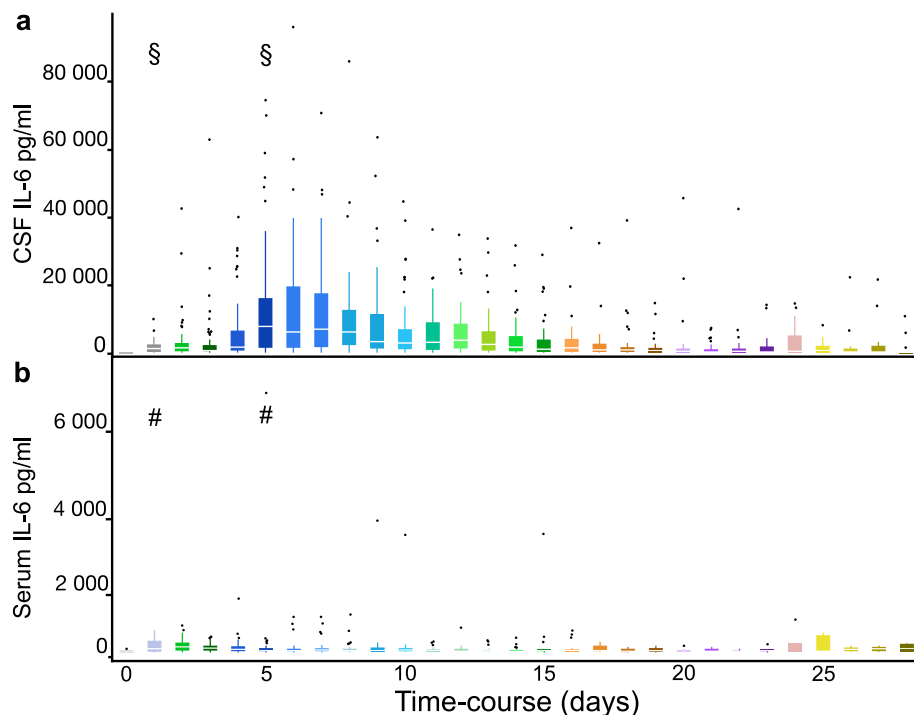 a
§ §
80 000
60 000
40 000
20 000
0
CSF IL-6 pg/ml
b
# #
6 000
4 000
2 000
0
Serum IL-6 pg/ml
0 5 10 15 20 25
Time-course (days)